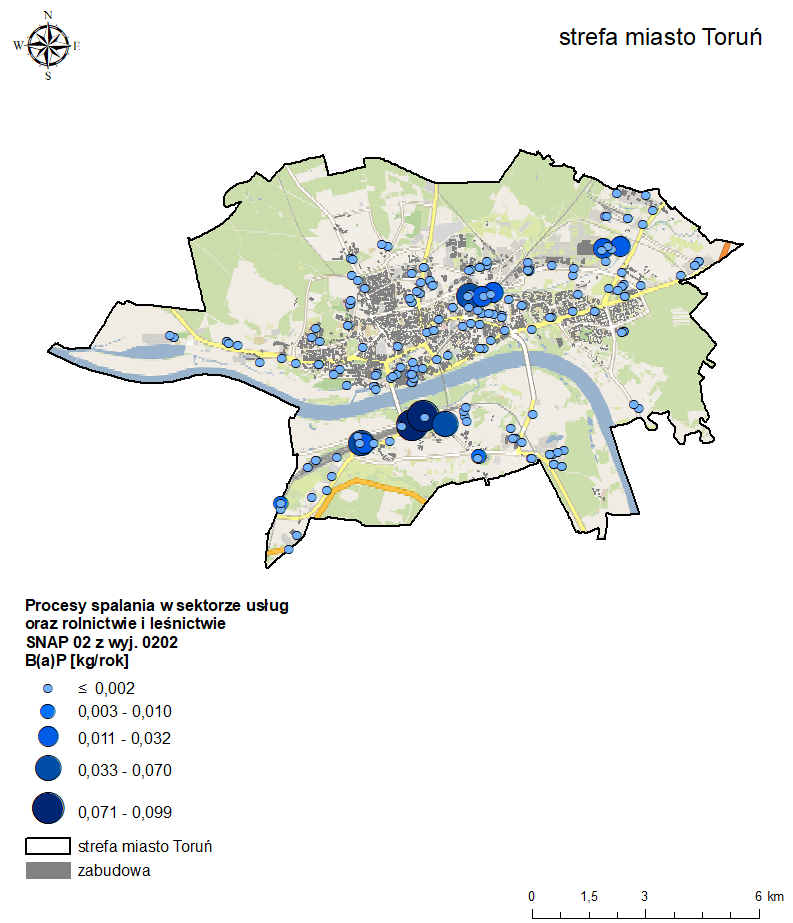 N
W E
S
strefa miasto Toruń
Procesy spalania w sektorze usług
oraz rolnictwie i leśnictwie
SNAP 02 z wyj. 0202
B(a)P [kg/rok]
≤ 0,002
0,003 - 0,010
0,011 - 0,032
0,033 - 0,070
0,071 - 0,099
strefa miasto Toruń
zabudowa
0 1,5 3 6 km